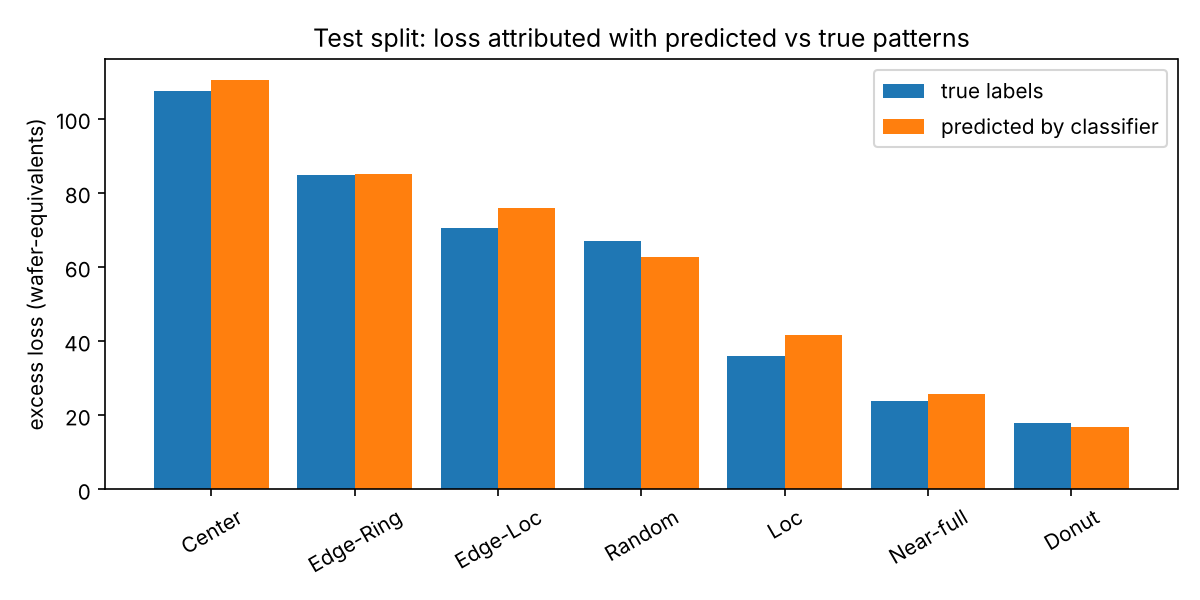 Test split: loss attributed with predicted vs true patterns
true labels
predicted by classifier
excess loss (wafer-equivalents)
100
80
60
40
20
0
Center
Edge-Ring
Edge-Loc
Random
Loc
Near-full
Donut